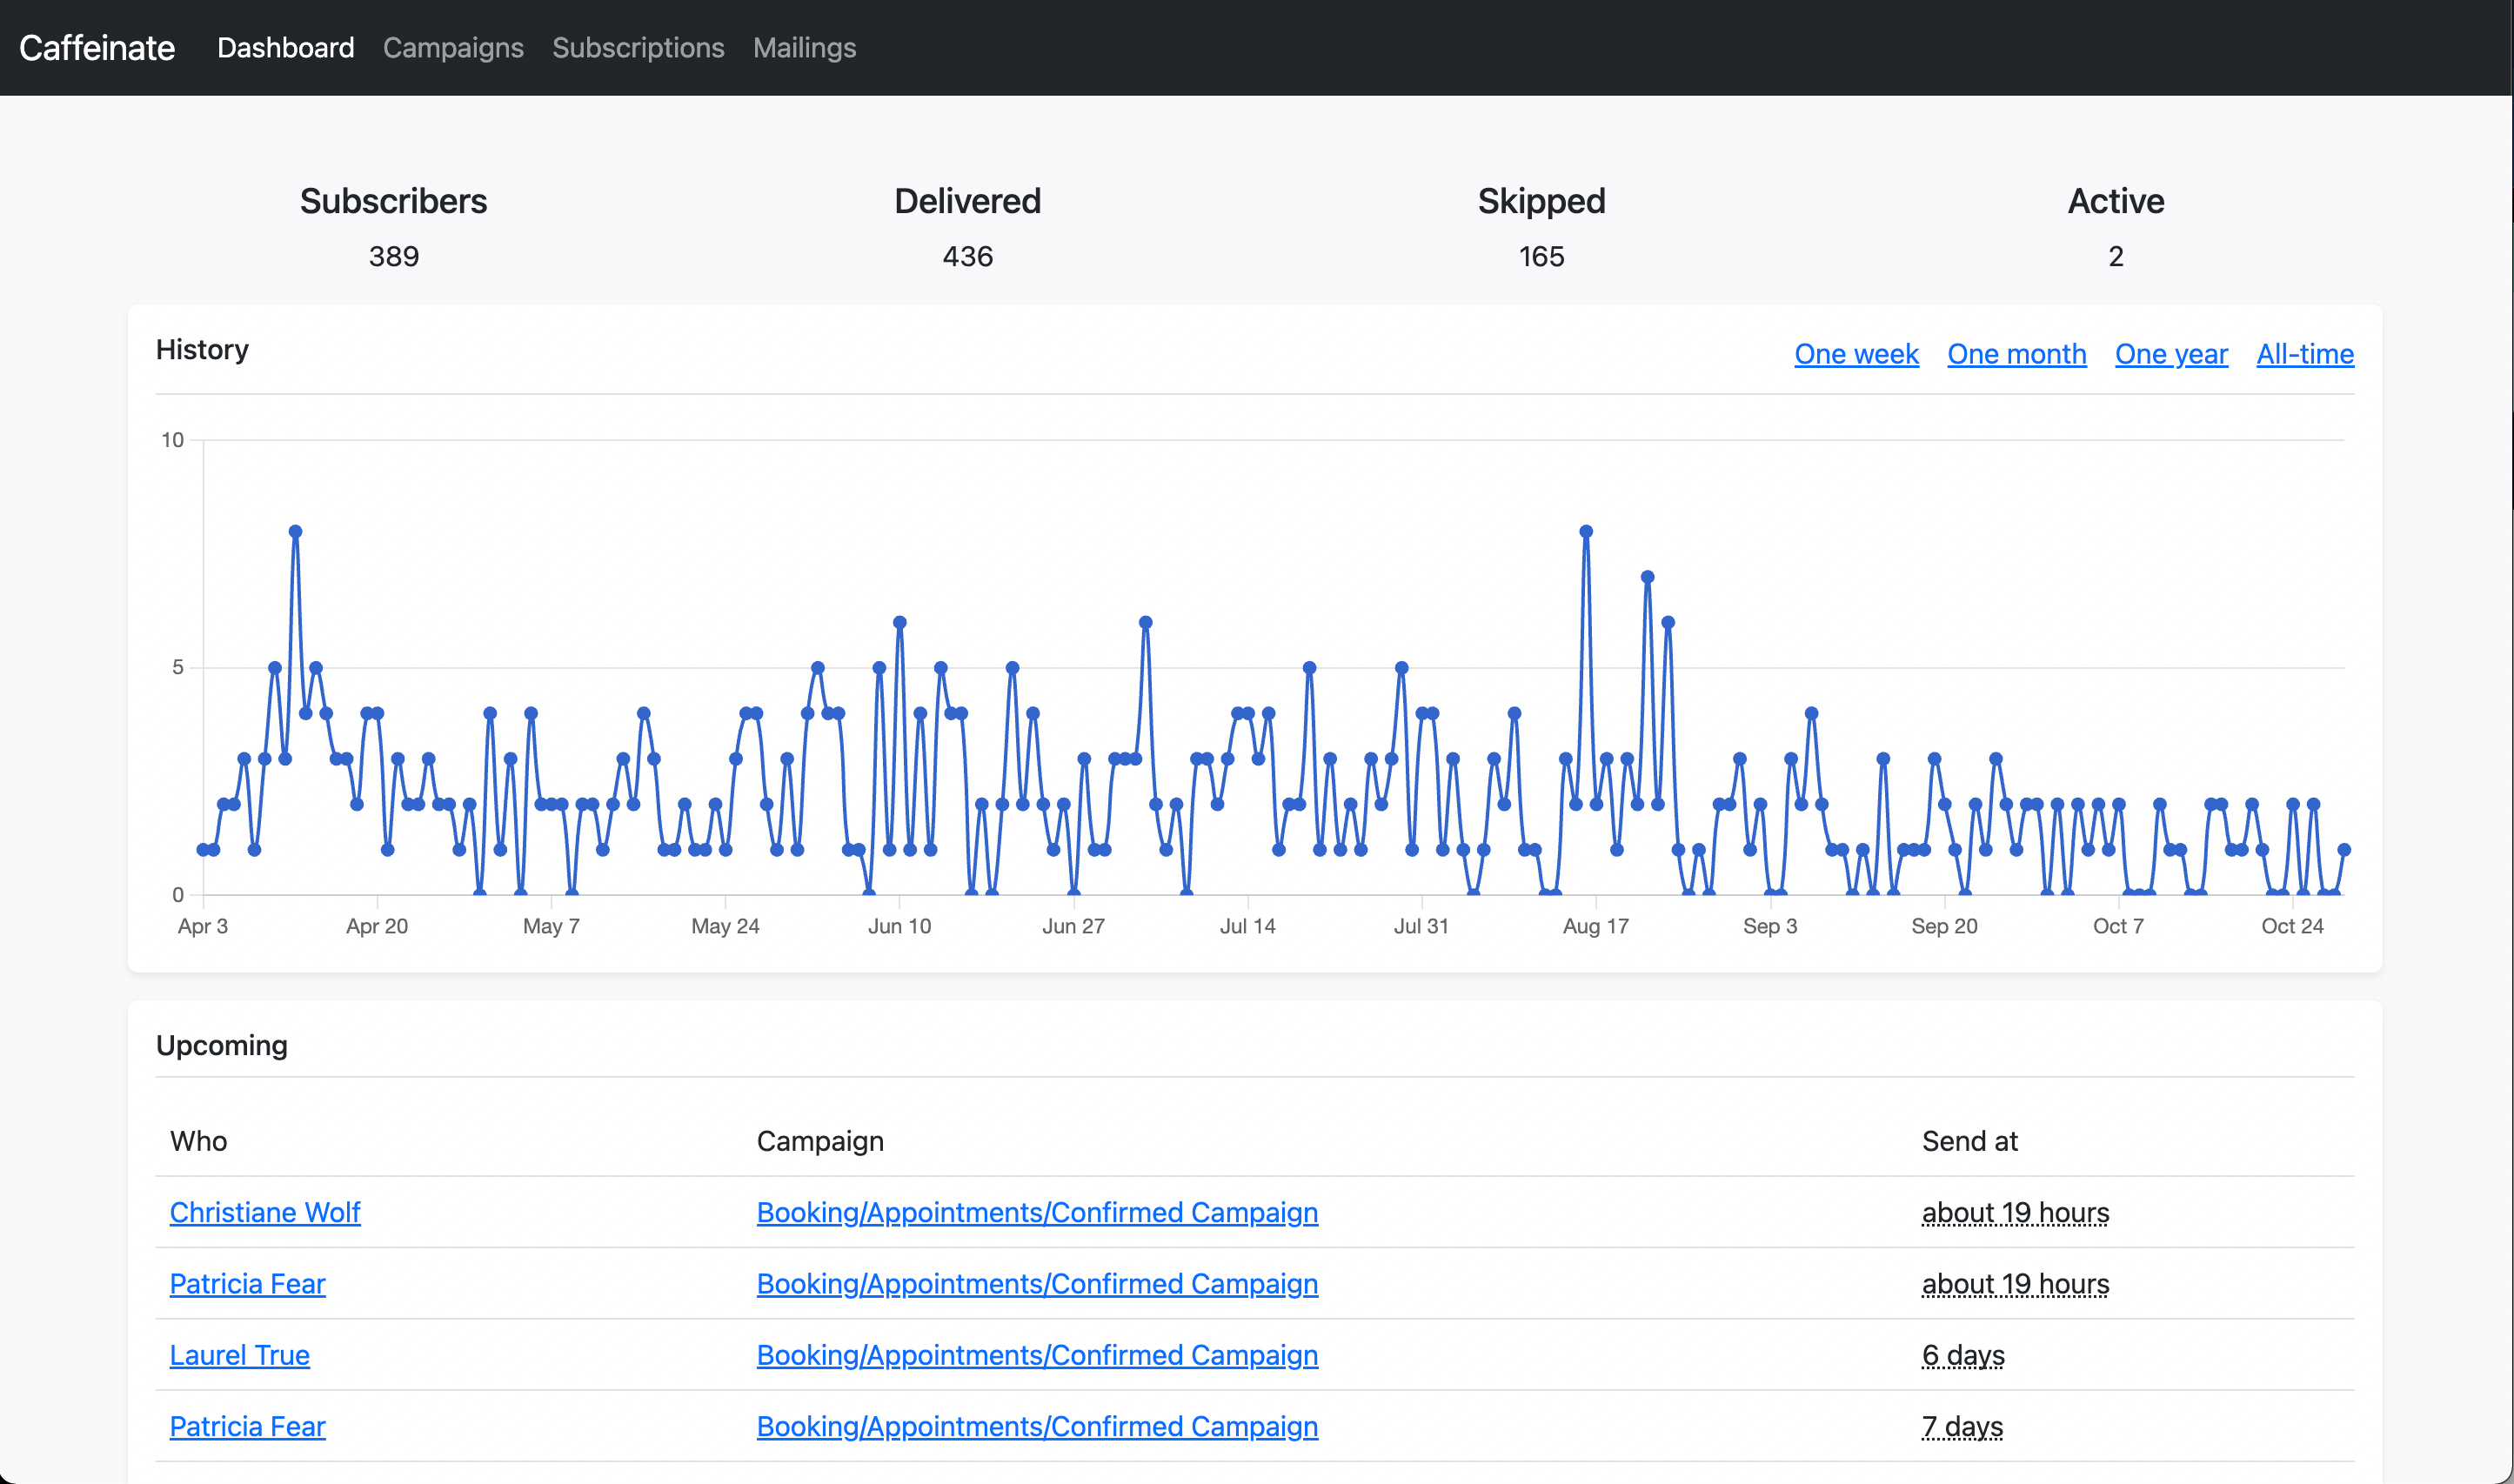 Caffeinate Dashboard Campaigns Subscriptions Mailings
Subscribers Delivered Skipped Active
389 436 165 2
History One week One month One year All-time
10
5
0
Apr 3 Apr 20 May 7 May 24 Jun 10 Jun 27 Jul 14 Jul 31 Aug 17 Sep 3 Sep 20 Oct 7 Oct 24
Upcoming
Who Campaign Send at
Christiane Wolf Booking/Appointments/Confirmed Campaign about 19 hours
Patricia Fear Booking/Appointments/Confirmed Campaign about 19 hours
Laurel True Booking/Appointments/Confirmed Campaign 6 days
Patricia Fear Booking/Appointments/Confirmed Campaign 7 days